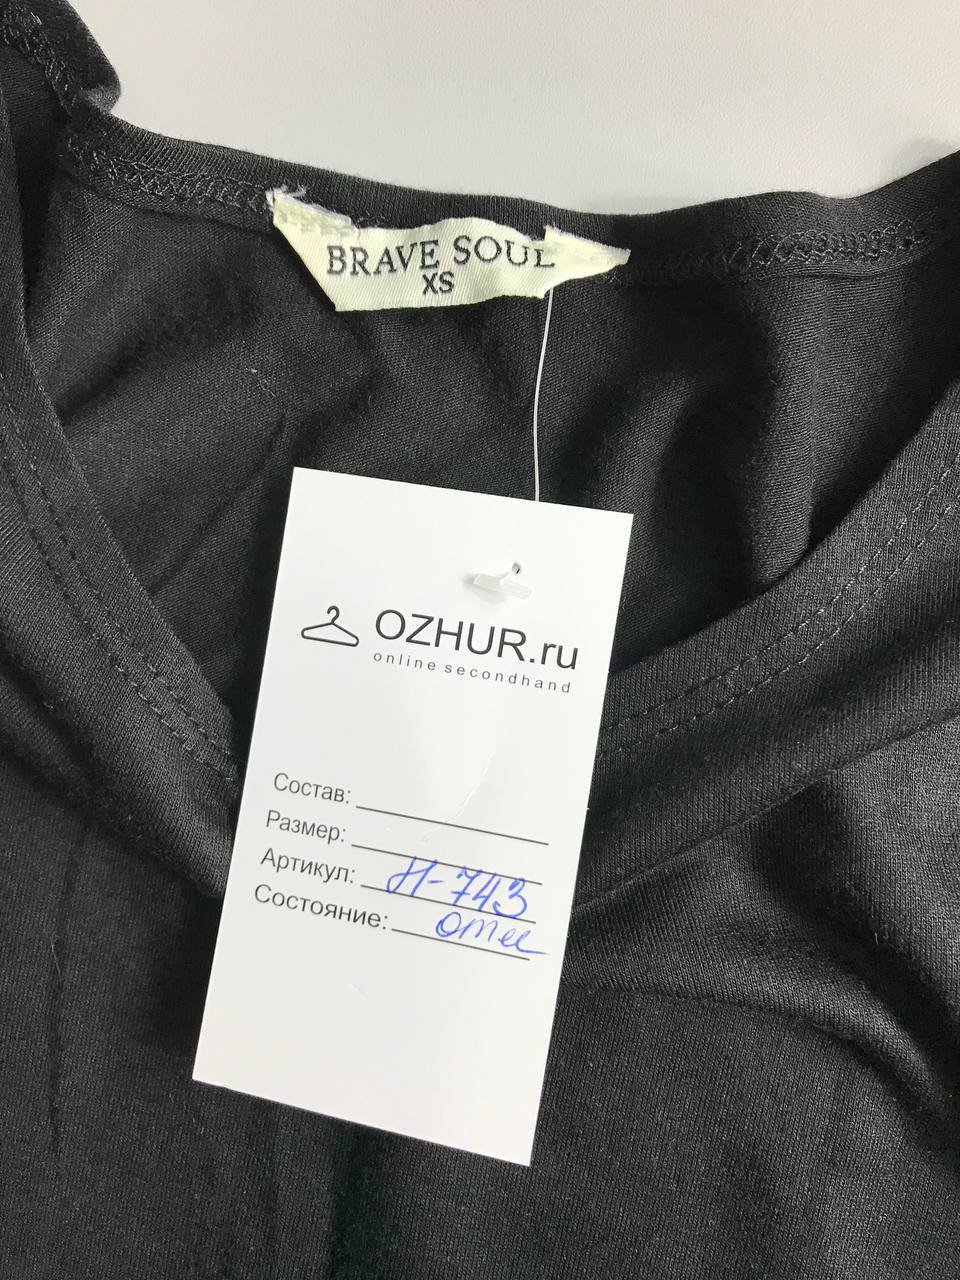 BRAVE SOUL
XS
OZHUR.ru
online secondhand
Состав:
Размер:
Артикул: Н-743
Состояние: отл